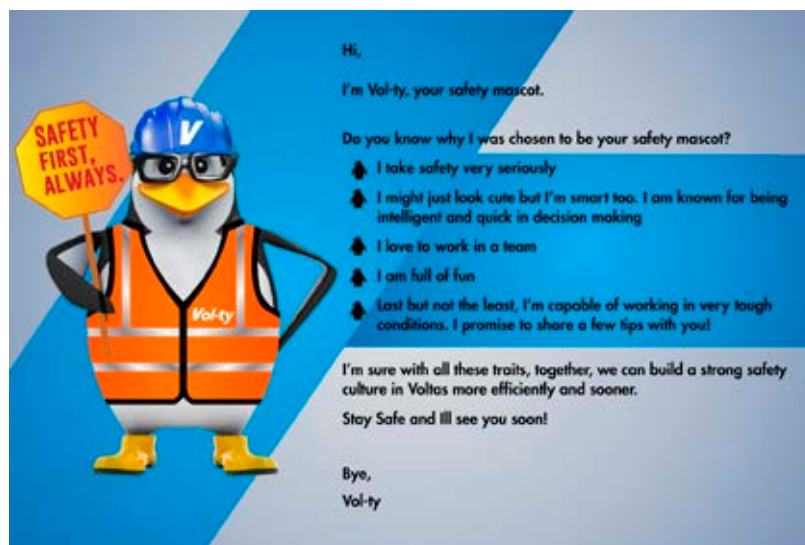 SAFETY
FIRST,
ALWAYS.
V
Vol-ty
Hi,
I'm Vol-ty, your safety mascot.
Do you know why I was chosen to be your safety mascot?
I take safety very seriously
I might just look cute but I'm smart too. I am known for being
intelligent and quick in decision making
I love to work in a team
I am full of fun
Last but not the least, I'm capable of working in very tough
conditions. I promise to share a few tips with you!
I'm sure with all these traits, together, we can build a strong safety
culture in Voltas more efficiently and sooner.
Stay Safe and Ill see you soon!
Bye,
Vol-ty